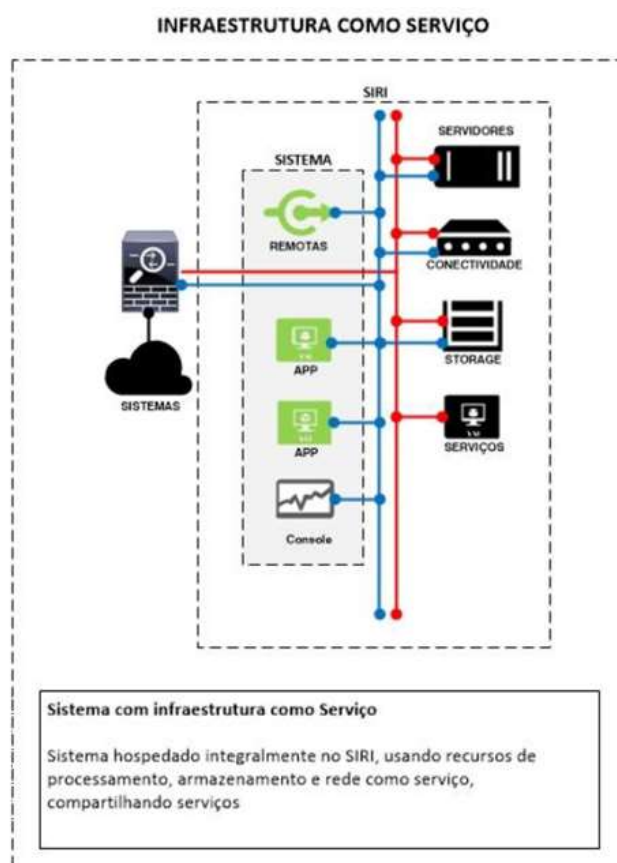 INFRAESTRUTURA COMO SERVIÇO
SIRI
SERVIDORES
SISTEMA
REMOTAS
CONECTIVIDADE
STORAGE
APP
SISTEMAS
SERVIÇOS
APP
Console
Sistema com infraestrutura como Serviço
Sistema hospedado integralmente no SIRI, usando recursos de
processamento, armazenamento e rede como serviço,
compartilhando serviços